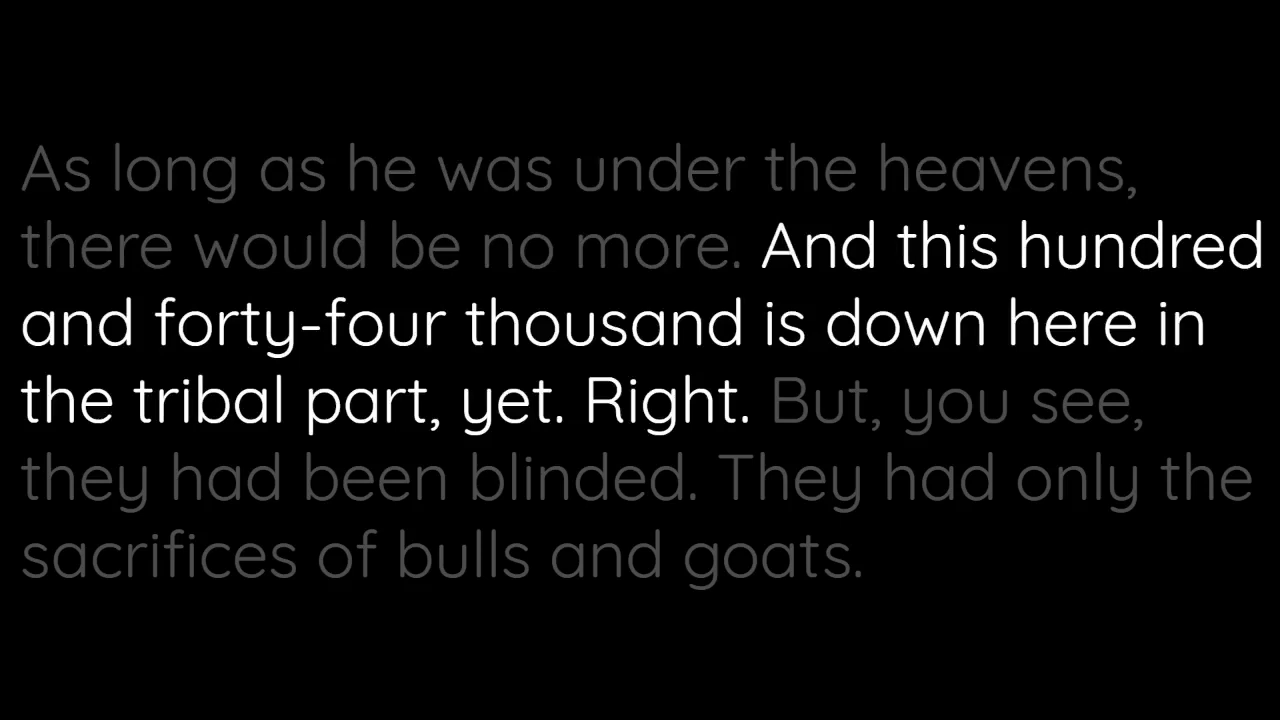 As long as he was under the heavens,
there would be no more. And this hundred
and forty-four thousand is down here in
the tribal part, yet. Right. But, you see,
they had been blinded. They had only the
sacrifices of bulls and goats.